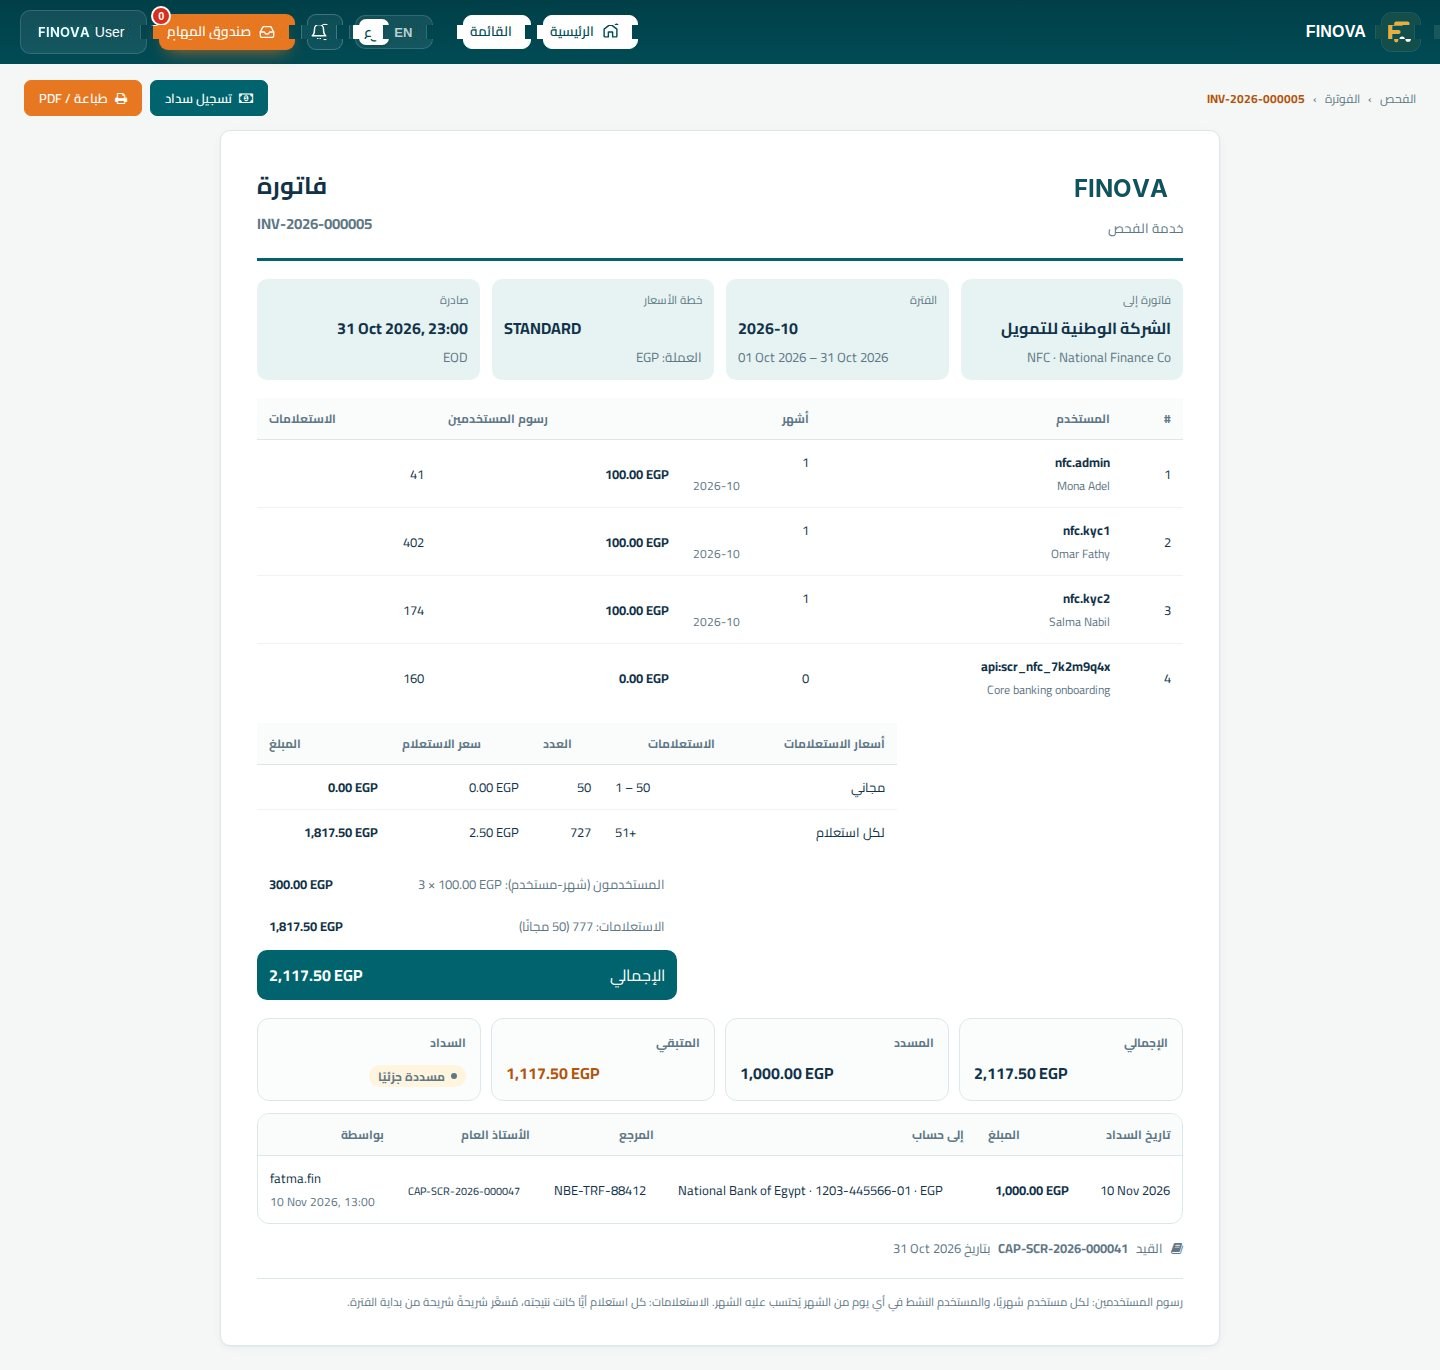 FINOVA
الرئيسية
القائمة
EN
ع
صندوق المهام
0
FINOVA User
الفحص › الفوترة › INV-2026-000005
تسجيل سداد
طباعة / PDF
FINOVA
خدمة الفحص
فاتورة
INV-2026-000005
فاتورة إلى
الشركة الوطنية للتمويل
NFC · National Finance Co
الفترة
2026-10
01 Oct 2026 – 31 Oct 2026
خطة الأسعار
STANDARD
العملة: EGP
صادرة
31 Oct 2026, 23:00
EOD
# المستخدم أشهر رسوم المستخدمين الاستعلامات
1 nfc.admin 1 100.00 EGP 41
Mona Adel 2026-10
2 nfc.kyc1 1 100.00 EGP 402
Omar Fathy 2026-10
3 nfc.kyc2 1 100.00 EGP 174
Salma Nabil 2026-10
4 api:scr_nfc_7k2m9q4x 0 0.00 EGP 160
Core banking onboarding
أسعار الاستعلامات الاستعلامات العدد سعر الاستعلام المبلغ
مجاني 1 – 50 50 0.00 EGP 0.00 EGP
لكل استعلام 51+ 727 2.50 EGP 1,817.50 EGP
المستخدمون (شهر-مستخدم): 3 × 100.00 EGP 300.00 EGP
الاستعلامات: 777 (50 مجانًا) 1,817.50 EGP
الإجمالي 2,117.50 EGP
الإجمالي
2,117.50 EGP
المسدد
1,000.00 EGP
المتبقي
1,117.50 EGP
السداد
مسددة جزئيًا
تاريخ السداد المبلغ إلى حساب المرجع الأستاذ العام بواسطة
10 Nov 2026 1,000.00 EGP National Bank of Egypt · 1203-445566-01 · EGP NBE-TRF-88412 CAP-SCR-2026-000047 fatma.fin
10 Nov 2026, 13:00
القيد CAP-SCR-2026-000041 بتاريخ 31 Oct 2026
رسوم المستخدمين: لكل مستخدم شهريًا، والمستخدم النشط في أي يوم من الشهر يُحتسب عليه الشهر. الاستعلامات: كل استعلام أيًّا كانت نتيجته، مُسعَّر شريحةً شريحة من بداية الفترة.